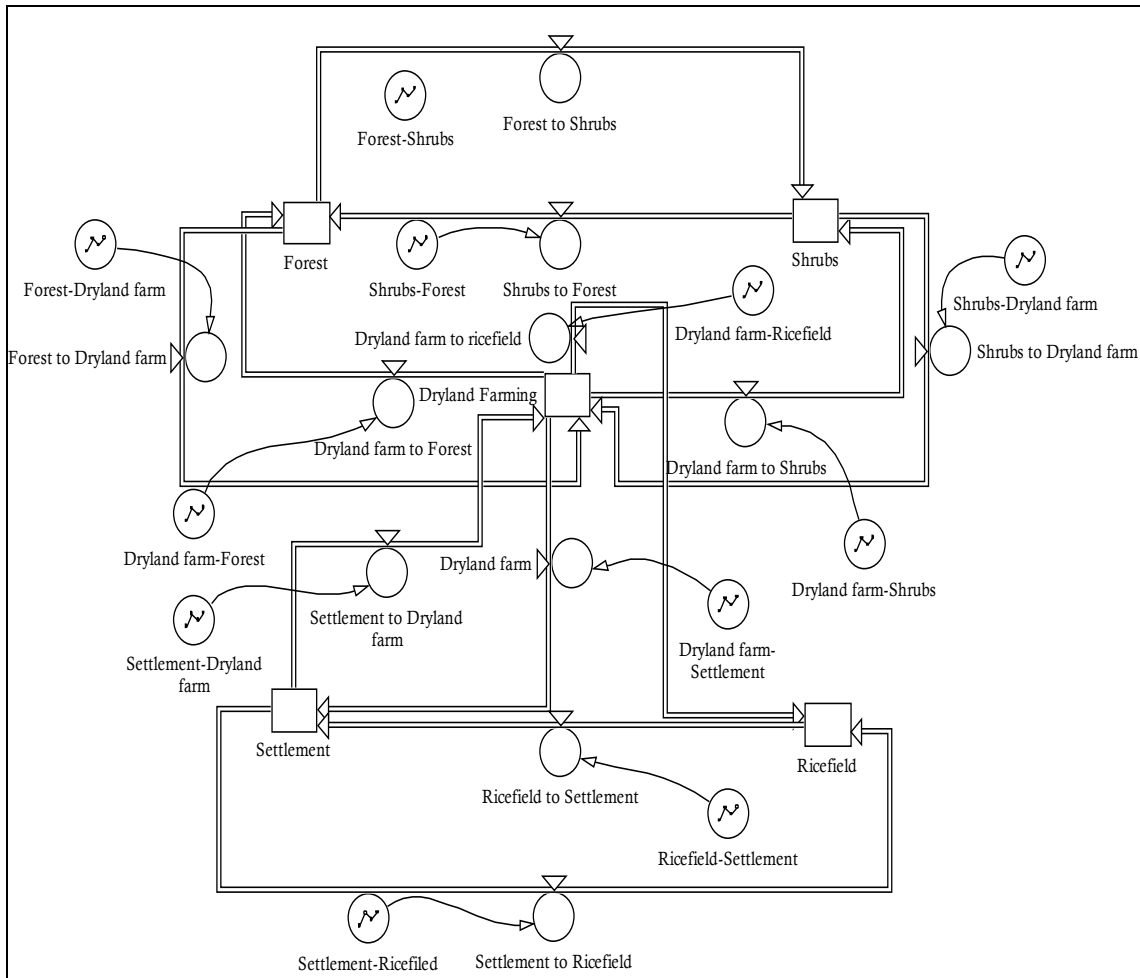 Forest to Shrubs
Forest-Shrubs
Forest
Shrubs
Forest-Dryland farm
Shrubs-Forest
Shrubs to Forest
Shrubs-Dryland farm
Dryland farm to ricefield
Dryland farm-Ricefield
Forest to Dryland farm
Shrubs to Dryland farm
Dryland Farming
Dryland farm to Forest
Dryland farm to Shrubs
Dryland farm-Forest
Dryland farm
Dryland farm-Shrubs
Settlement to Dryland
farm
Settlement-Dryland
farm
Dryland farm-
Settlement
Settlement
Ricefield
Ricefield to Settlement
Ricefield-Settlement
Settlement-Ricefiled
Settlement to Ricefield